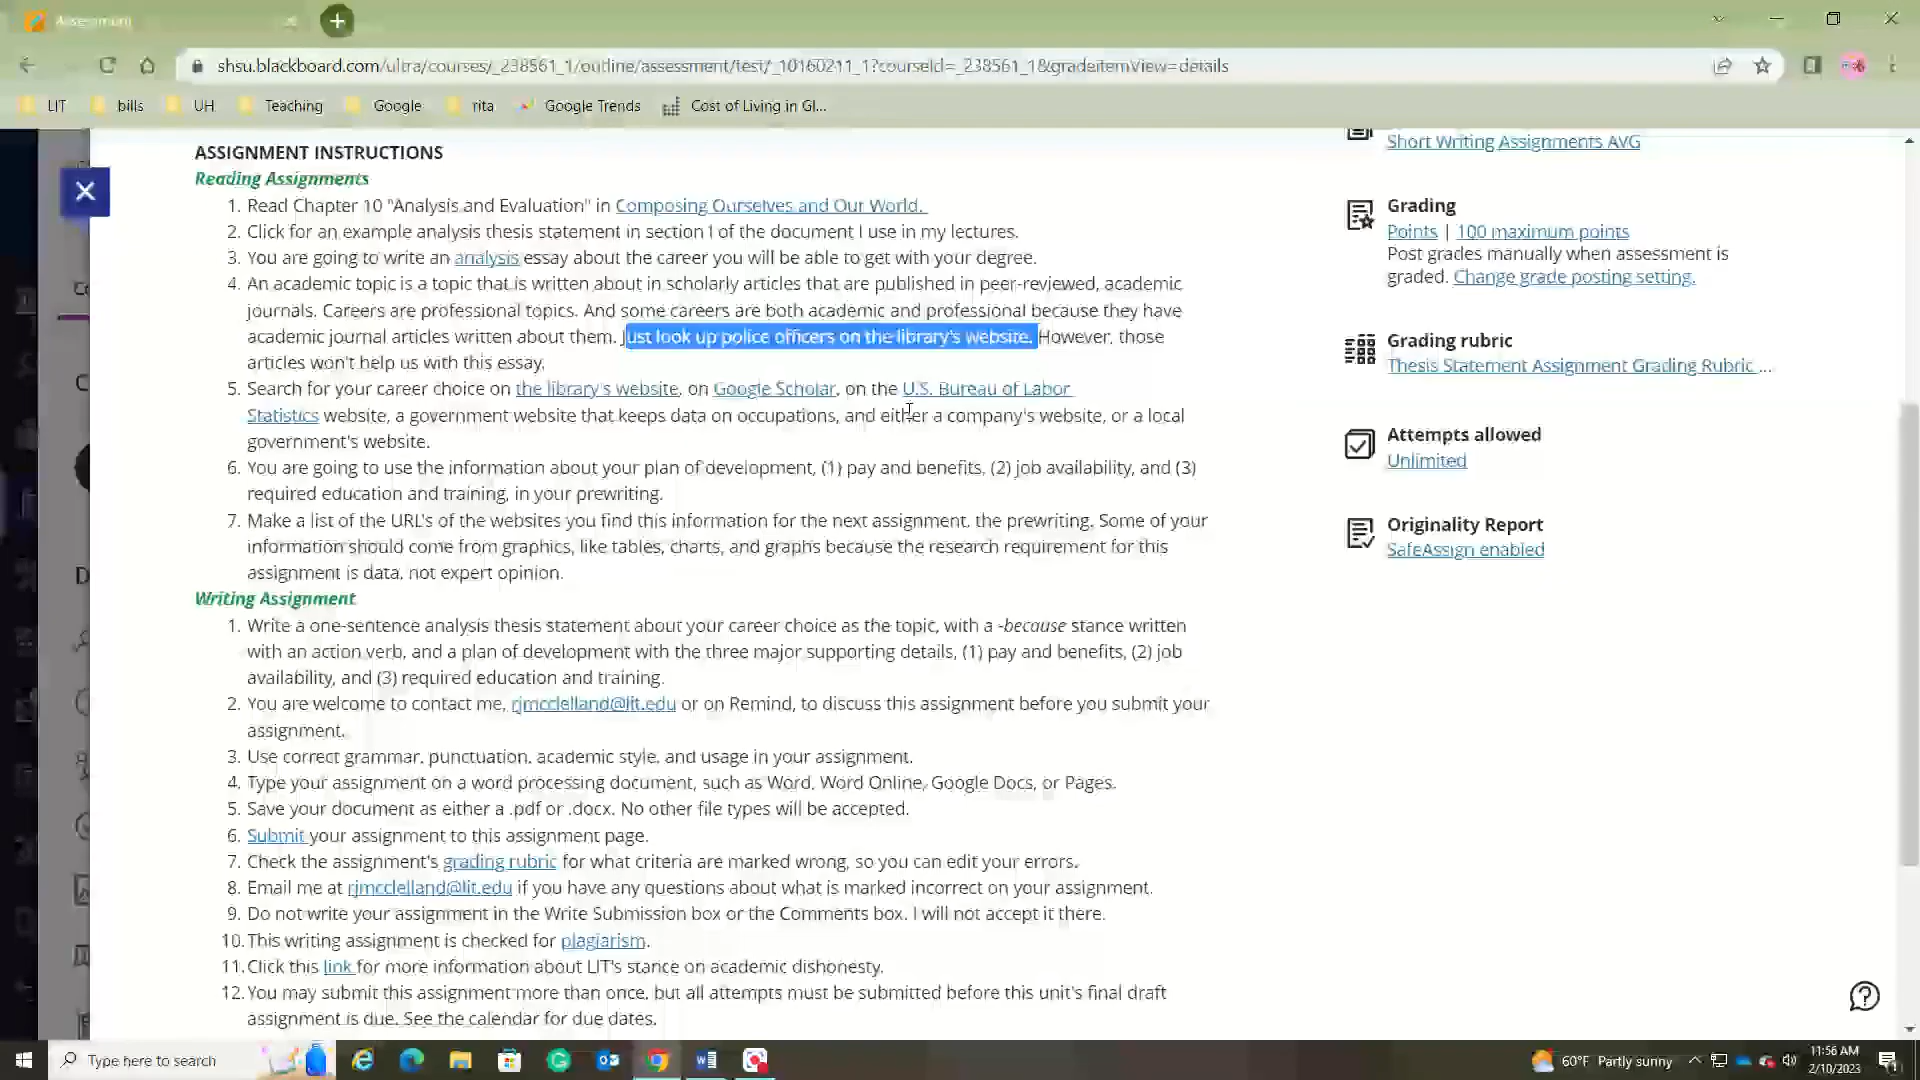 Assessment
shsu.blackboard.com/ultra/courses/_238561_1/outline/assessment/test/_10160211_1?courseId=_238561_1&gradeitemView=details
LIT bills UH Teaching Google rita Google Trends Cost of Living in Gl...
ASSIGNMENT INSTRUCTIONS
Reading Assignments
1. Read Chapter 10 "Analysis and Evaluation" in Composing Ourselves and Our World.
2. Click for an example analysis thesis statement in section I of the document I use in my lectures.
3. You are going to write an analysis essay about the career you will be able to get with your degree.
4. An academic topic is a topic that is written about in scholarly articles that are published in peer-reviewed, academic
journals. Careers are professional topics. And some careers are both academic and professional because they have
academic journal articles written about them. Just look up police officers on the library's website. However, those
articles won't help us with this essay.
5. Search for your career choice on the library's website, on Google Scholar, on the U.S. Bureau of Labor
Statistics website, a government website that keeps data on occupations, and either a company's website, or a local
government's website.
6. You are going to use the information about your plan of development, (1) pay and benefits, (2) job availability, and (3)
required education and training, in your prewriting.
7. Make a list of the URL's of the websites you find this information for the next assignment, the prewriting. Some of your
information should come from graphics, like tables, charts, and graphs because the research requirement for this
assignment is data, not expert opinion.
Writing Assignment
1. Write a one-sentence analysis thesis statement about your career choice as the topic, with a -because stance written
with an action verb, and a plan of development with the three major supporting details, (1) pay and benefits, (2) job
availability, and (3) required education and training.
2. You are welcome to contact me, rjmcclelland@lit.edu or on Remind, to discuss this assignment before you submit your
assignment.
3. Use correct grammar, punctuation, academic style, and usage in your assignment.
4. Type your assignment on a word processing document, such as Word, Word Online, Google Docs, or Pages.
5. Save your document as either a .pdf or .docx. No other file types will be accepted.
6. Submit your assignment to this assignment page.
7. Check the assignment's grading rubric for what criteria are marked wrong, so you can edit your errors.
8. Email me at rjmcclelland@lit.edu if you have any questions about what is marked incorrect on your assignment.
9. Do not write your assignment in the Write Submission box or the Comments box. I will not accept it there.
10. This writing assignment is checked for plagiarism.
11. Click this link for more information about LIT's stance on academic dishonesty.
12. You may submit this assignment more than once, but all attempts must be submitted before this unit's final draft
assignment is due. See the calendar for due dates.
Short Writing Assignments AVG
Grading
Points | 100 maximum points
Post grades manually when assessment is
graded. Change grade posting setting.
Grading rubric
Thesis Statement Assignment Grading Rubric ...
Attempts allowed
Unlimited
Originality Report
SafeAssign enabled
Type here to search
60°F Partly sunny
11:56 AM
2/10/2023